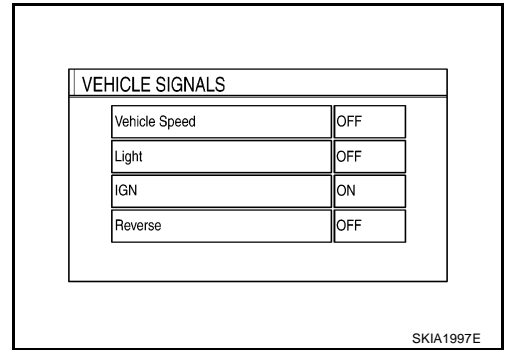 VEHICLE SIGNALS
Vehicle Speed OFF
Light OFF
IGN ON
Reverse OFF
SKIA1997E